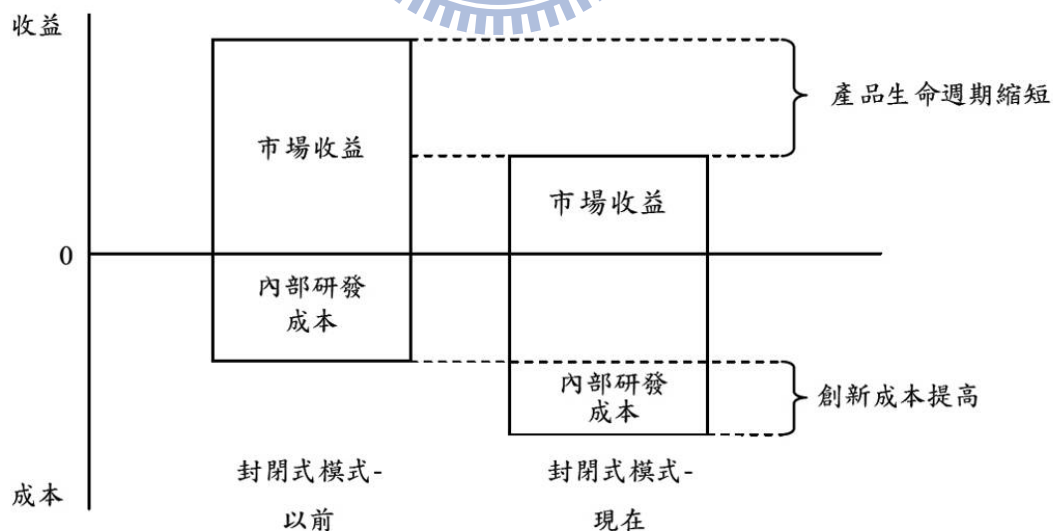 收益
產品生命週期縮短
市場收益
市場收益
0
內部研發
成本
內部研發
成本
創新成本提高
封閉式模式-
以前
封閉式模式-
現在
成本